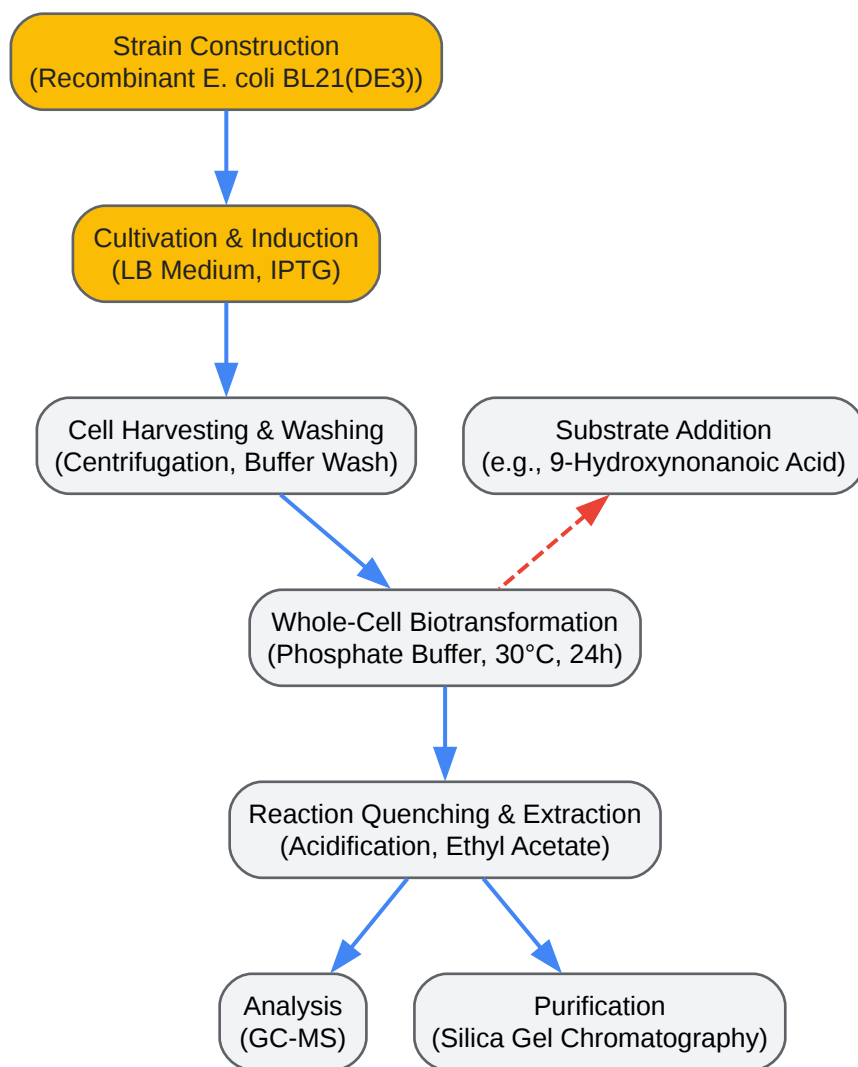 Strain Construction
(Recombinant E. coli BL21(DE3))
Cultivation & Induction
(LB Medium, IPTG)
Cell Harvesting & Washing
(Centrifugation, Buffer Wash)
Substrate Addition
(e.g., 9-Hydroxynonanoic Acid)
Whole-Cell Biotransformation
(Phosphate Buffer, 30°C, 24h)
Reaction Quenching & Extraction
(Acidification, Ethyl Acetate)
Analysis
(GC-MS)
Purification
(Silica Gel Chromatography)